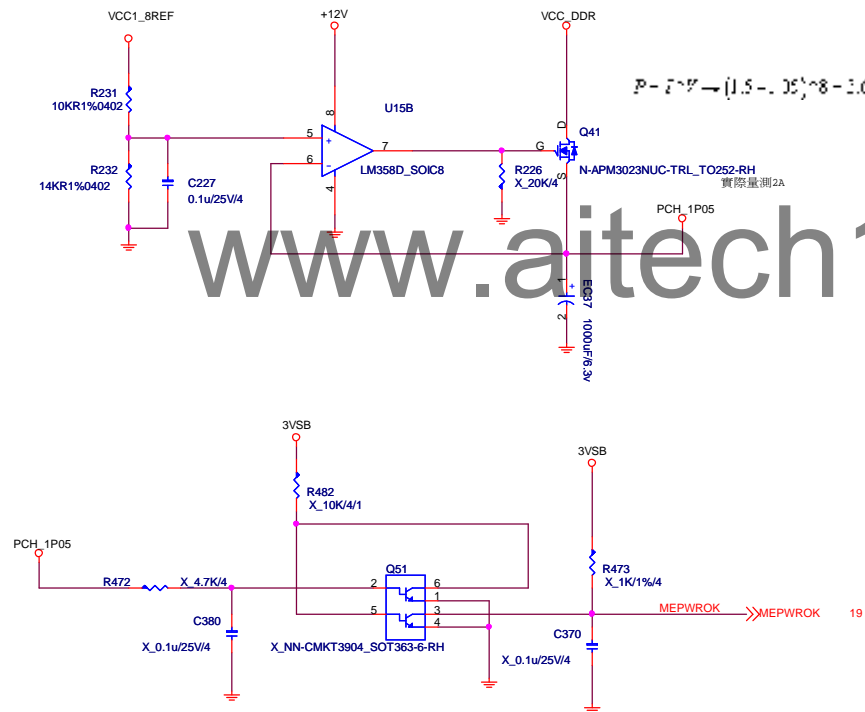 VCC1_8REF
+12V
VCC_DDR
R231
10KR1%0402
R232
14KR1%0402
C227
0.1u/25V/4
8
5
+
6
-
4
7
U15B
LM358D_SOIC8
R226
X_20K/4
D
G
S
Q41
N-APM3023NUC-TRL_TO252-RH
實際量測2A
PCH_1P05
www.aitech1
1
+
2
EC37 1000uF/6.3v
3VSB
R482
X_10K/4/1
3VSB
PCH_1P05
R472
X_4.7K/4
C380
X_0.1u/25V/4
Q51
2
5
6
1
3
4
X_NN-CMKT3904_SOT363-6-RH
R473
X_1K/1%/4
MEPWROK
MEPWROK 19
C370
X_0.1u/25V/4